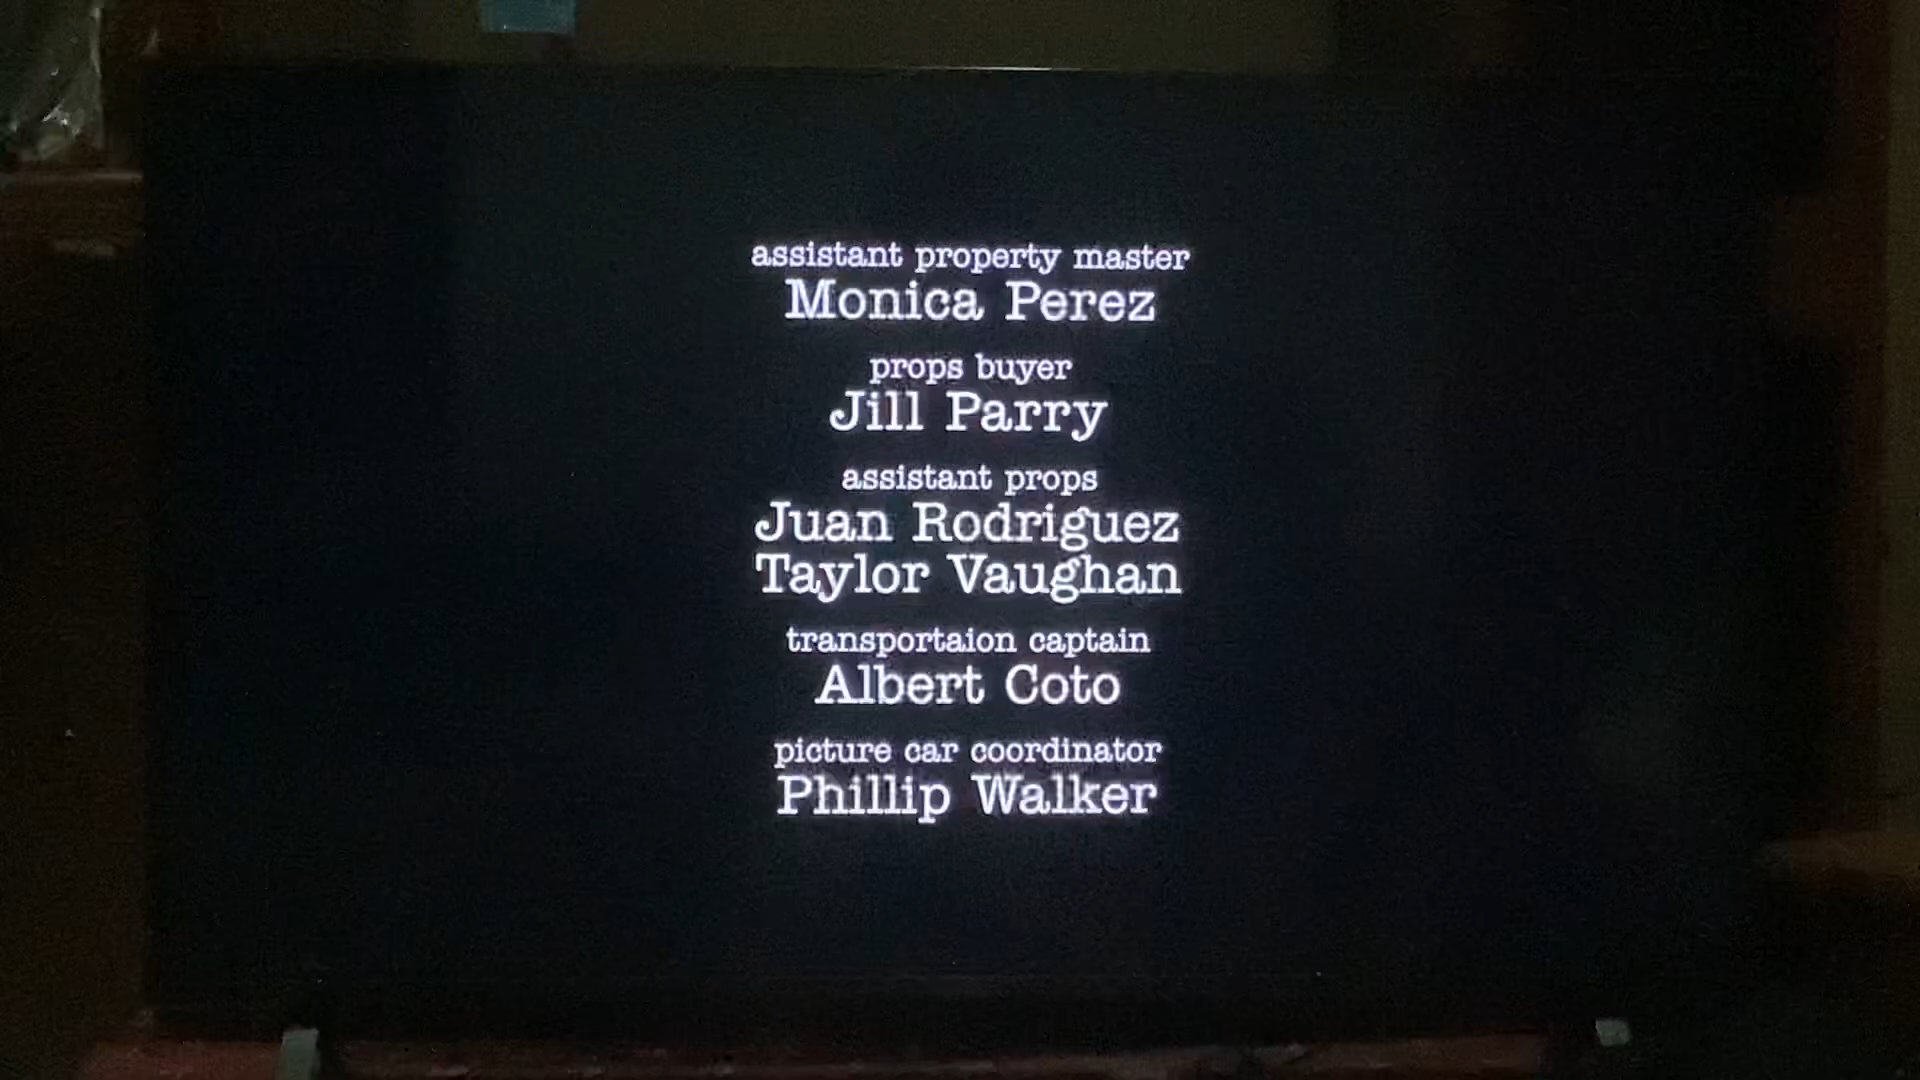 assistant property master
Monica Perez
props buyer
Jill Parry
assistant props
Juan Rodriguez
Taylor Vaughan
transportaion captain
Albert Coto
picture car coordinator
Phillip Walker